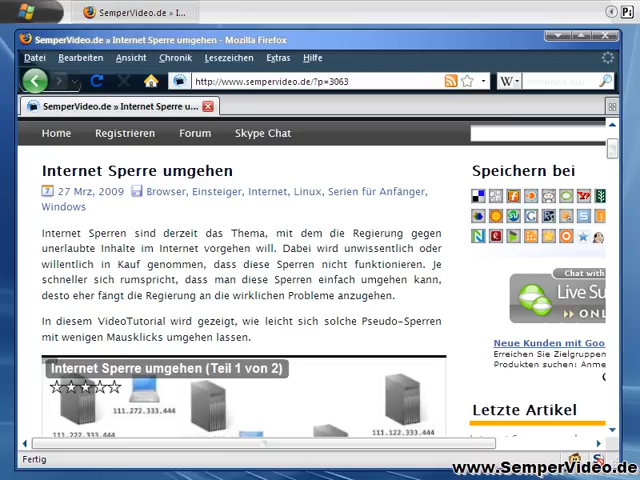 SemperVideo.de » I...
SemperVideo.de » Internet Sperre umgehen - Mozilla Firefox
Datei Bearbeiten Ansicht Chronik Lesezeichen Extras Hilfe
http://www.sempervideo.de/?p=3063
W
SemperVideo.de » Internet Sperre u...
Home Registrieren Forum Skype Chat
Internet Sperre umgehen
27 Mrz, 2009 Browser, Einsteiger, Internet, Linux, Serien für Anfänger,
Windows
Internet Sperren sind derzeit das Thema, mit dem die Regierung gegen
unerlaubte Inhalte im Internet vorgehen will. Dabei wird unwissentlich oder
willentlich in Kauf genommen, dass diese Sperren nicht funktionieren. Je
schneller sich rumspricht, dass man diese Sperren einfach umgehen kann,
desto eher fängt die Regierung an die wirklichen Probleme anzugehen.
In diesem VideoTutorial wird gezeigt, wie leicht sich solche Pseudo-Sperren
mit wenigen Mausklicks umgehen lassen.
Internet Sperre umgehen (Teil 1 von 2)
111.272.333.444
111.122.333.444
111.222.333.444
Speichern bei
Chat with
Live Su
ONL
Neue Kunden mit Goo
Erreichen Sie Zielgruppen
Produkten suchen: Anme
Letzte Artikel
Fertig
www.SemperVideo.de